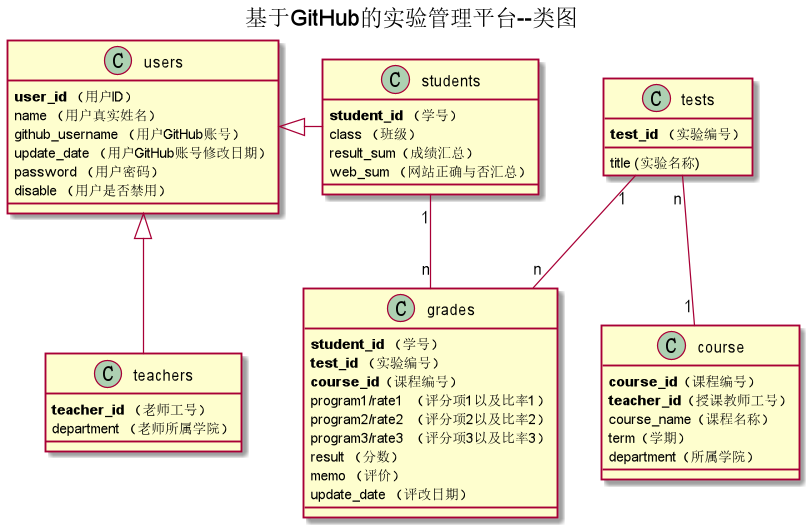 基于GitHub的实验管理平台--类图
C users
user_id （用户ID）
name （用户真实姓名）
github_username （用户GitHub账号）
update_date （用户GitHub账号修改日期）
password （用户密码）
disable （用户是否禁用）
C students
student_id （学号）
class （班级）
result_sum（成绩汇总）
web_sum （网站正确与否汇总）
C tests
test_id （实验编号）
title (实验名称)
1
n
1
n
n
1
C teachers
teacher_id （老师工号）
department （老师所属学院）
C grades
student_id （学号）
test_id （实验编号）
course_id（课程编号）
program1/rate1 （评分项1以及比率1）
program2/rate2 （评分项2以及比率2）
program3/rate3 （评分项3以及比率3）
result （分数）
memo （评价）
update_date （评改日期）
C course
course_id（课程编号）
teacher_id（授课教师工号）
course_name（课程名称）
term（学期）
department（所属学院）